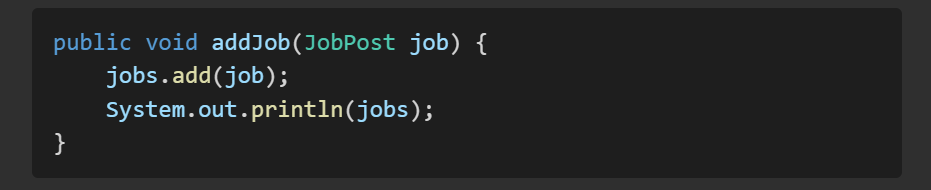 public void addJob(JobPost job) {
    jobs.add(job);
    System.out.println(jobs);
}